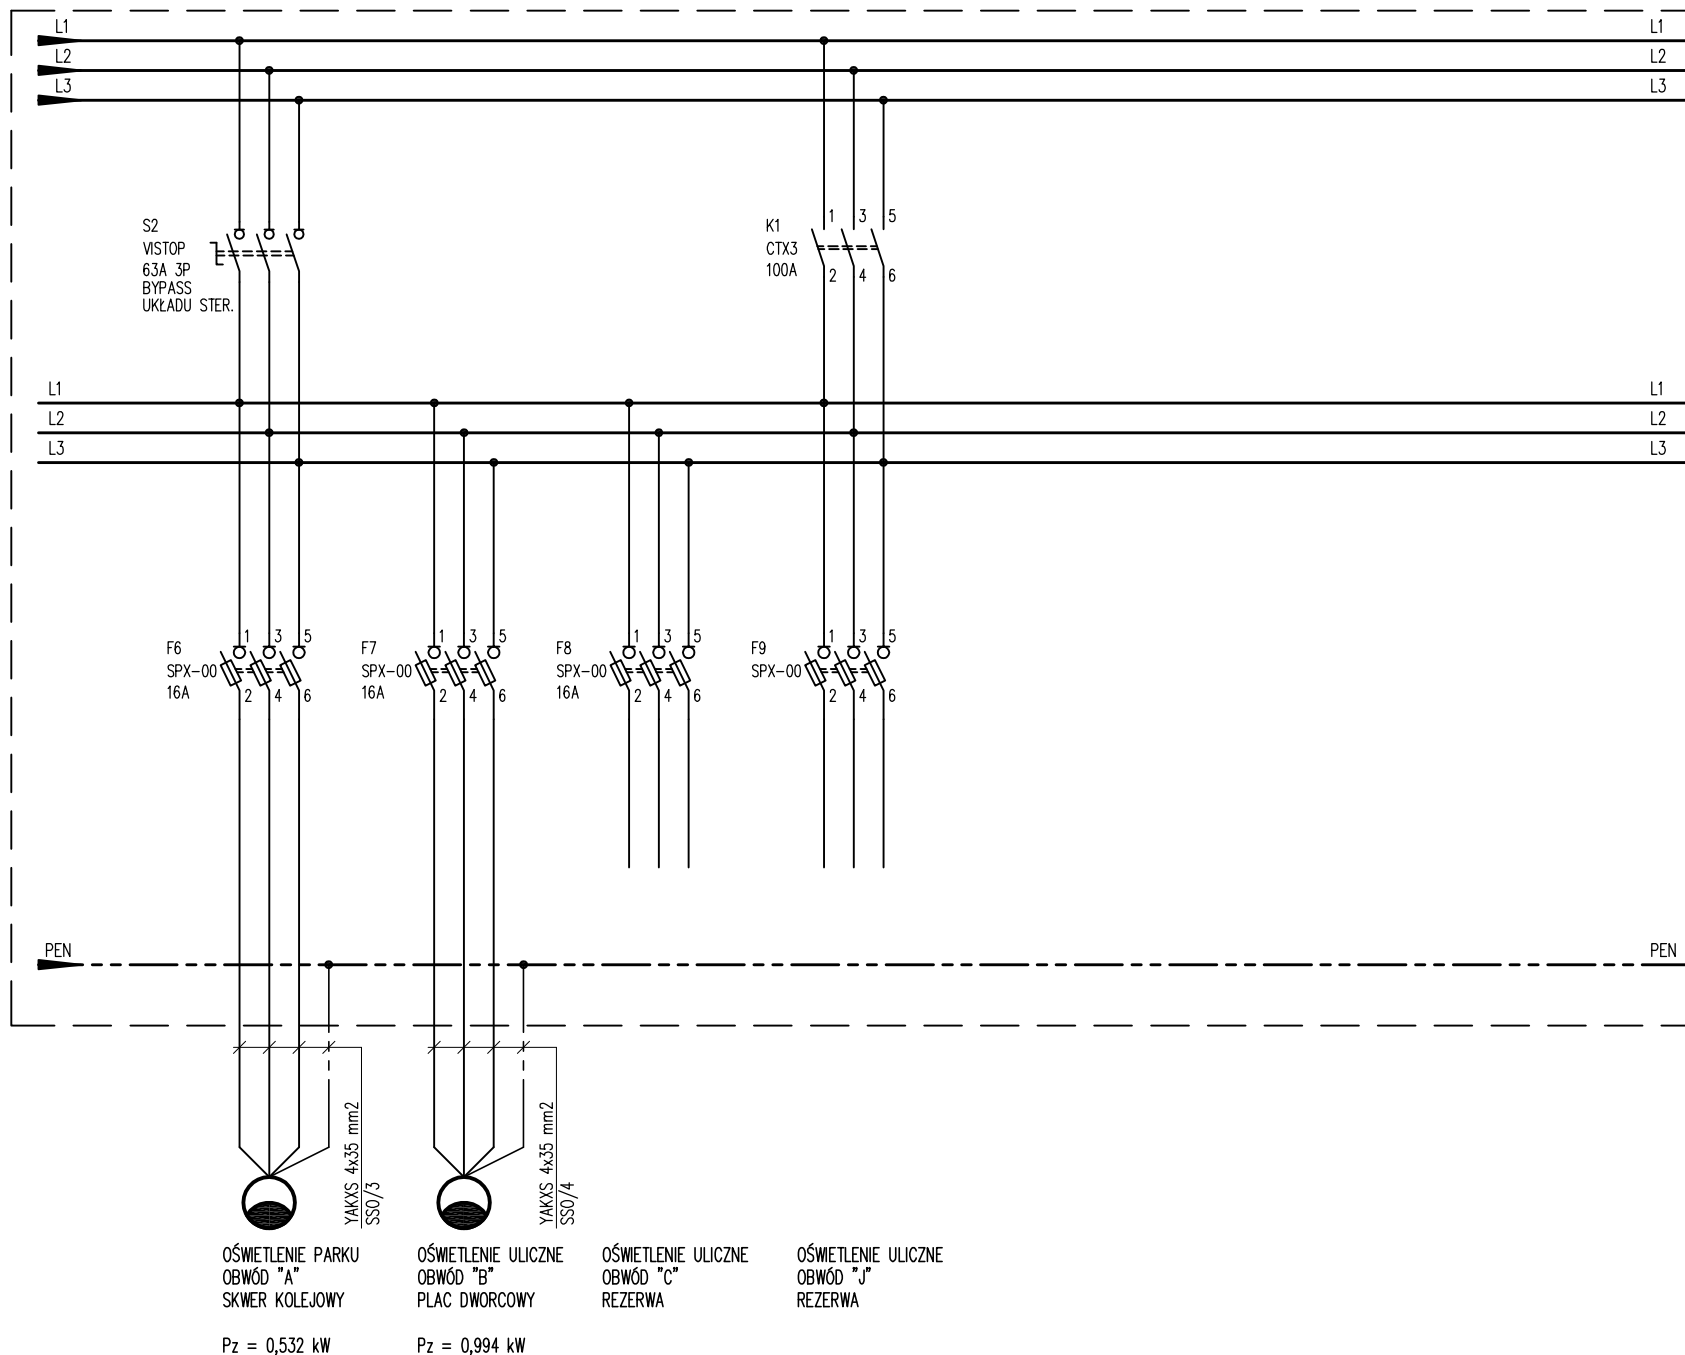 L1 L1
L2 L2
L3 L3
S2
VISTOP
63A 3P
BYPASS
UKŁADU STER.
K1
CTX3
100A
1 3 5
2 4 6
L1 L1
L2 L2
L3 L3
F6
SPX-00
16A
1 3 5
2 4 6
F7
SPX-00
16A
1 3 5
2 4 6
F8
SPX-00
16A
1 3 5
2 4 6
F9
SPX-00
1 3 5
2 4 6
PEN PEN
YAKXS 4x35 mm2
SSO/3
YAKXS 4x35 mm2
SSO/4
OŚWIETLENIE PARKU
OBWÓD "A"
SKWER KOLEJOWY
Pz = 0,532 kW
OŚWIETLENIE ULICZNE
OBWÓD "B"
PLAC DWORCOWY
Pz = 0,994 kW
OŚWIETLENIE ULICZNE
OBWÓD "C"
REZERWA
OŚWIETLENIE ULICZNE
OBWÓD "J"
REZERWA